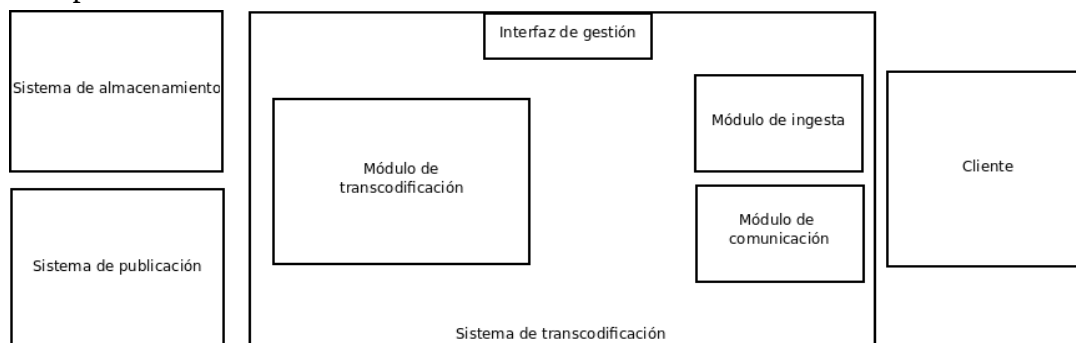 Interfaz de gestión
Sistema de almacenamiento
Módulo de ingesta
Módulo de
transcodificación
Cliente
Módulo de
comunicación
Sistema de publicación
Sistema de transcodificación